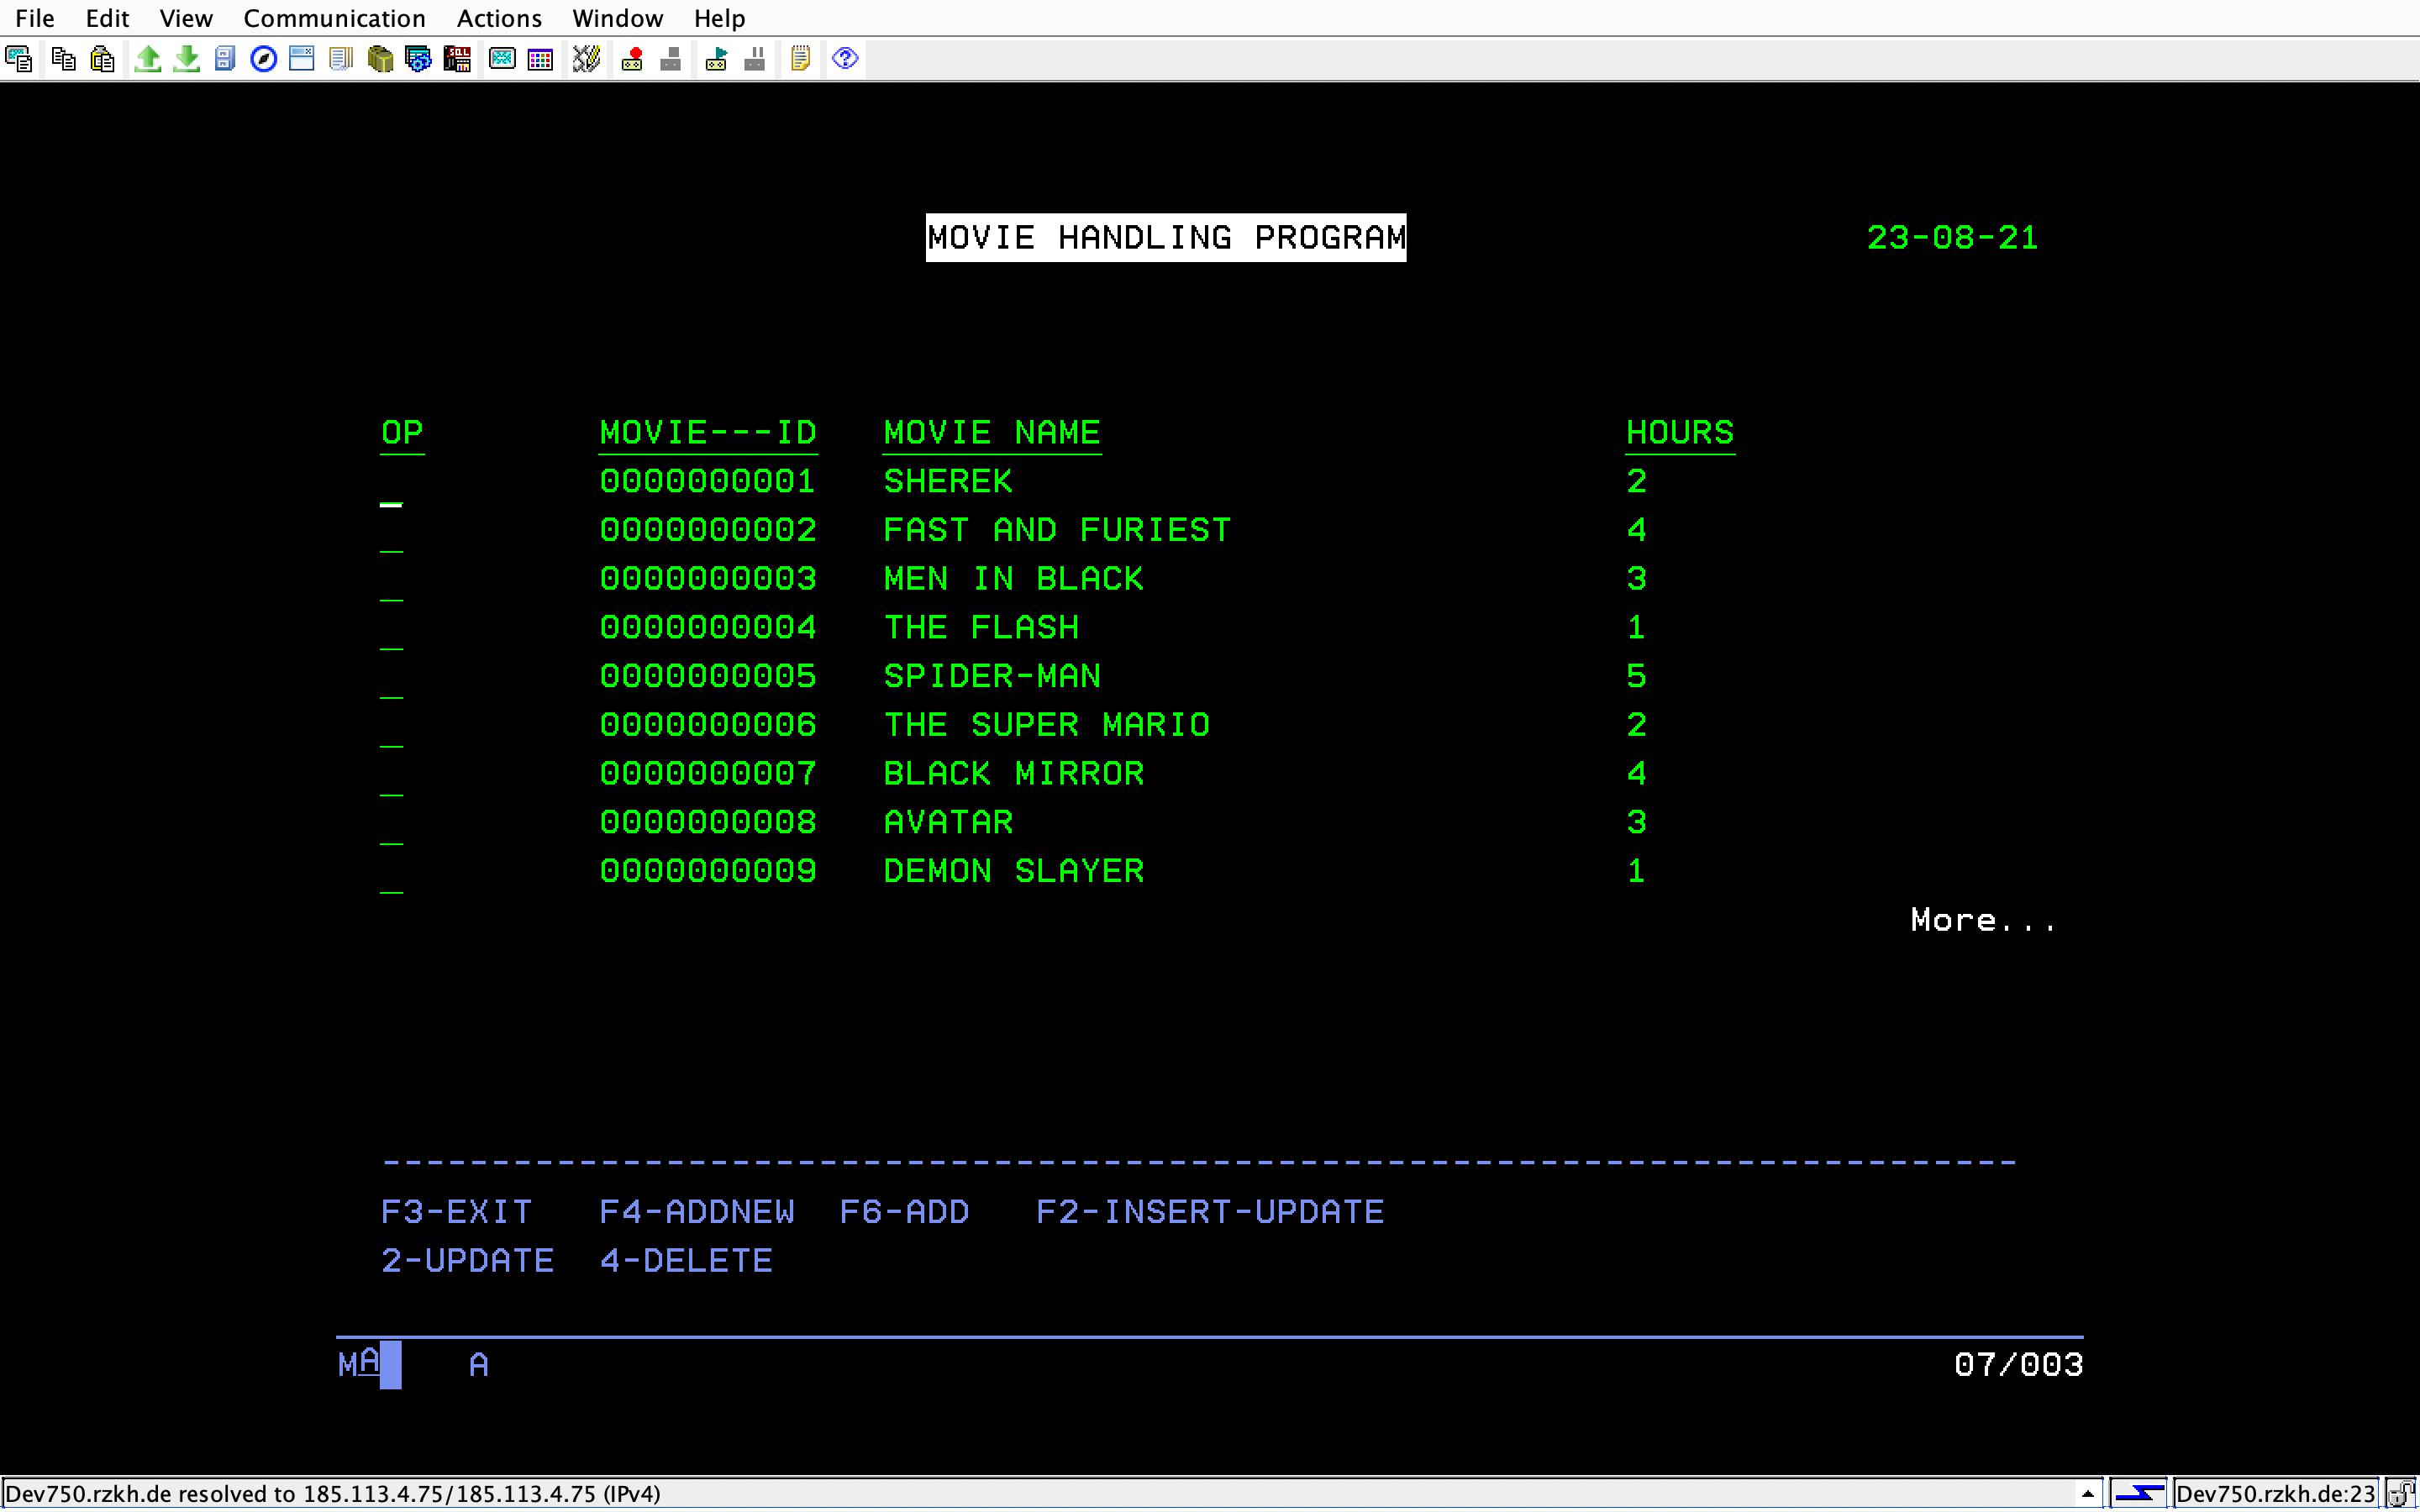 File Edit View Communication Actions Window Help
MOVIE HANDLING PROGRAM 23-08-21
OP MOVIE---ID MOVIE NAME HOURS
_ 0000000001 SHEREK 2
_ 0000000002 FAST AND FURIEST 4
_ 0000000003 MEN IN BLACK 3
_ 0000000004 THE FLASH 1
_ 0000000005 SPIDER-MAN 5
_ 0000000006 THE SUPER MARIO 2
_ 0000000007 BLACK MIRROR 4
_ 0000000008 AVATAR 3
_ 0000000009 DEMON SLAYER 1
More...
---------------------------------------------------------------------------
F3-EXIT F4-ADDNEW F6-ADD F2-INSERT-UPDATE
2-UPDATE 4-DELETE
MA A 07/003
Dev750.rzkh.de resolved to 185.113.4.75/185.113.4.75 (IPv4) Dev750.rzkh.de:23